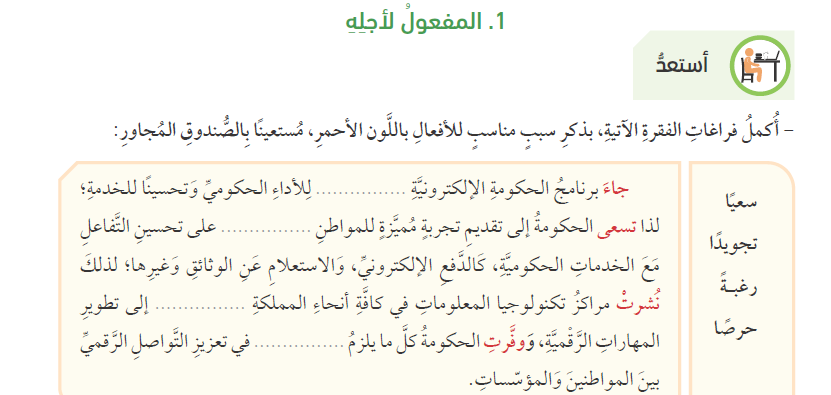 1. المفعولُ لأجلِهِ
أستعدُّ
– أُكملُ فراغاتِ الفقرةِ الآتيةِ، بذكرِ سببٍ مناسبٍ للأفعالِ باللَّون الأحمرِ، مُستعينًا بِالصُّندوقِ المُجاورِ:
سعيًا
تجويدًا
رغبـةً
حرصًا
جاءَ برنامجُ الحكومةِ الإلكترونيَّةِ ............... لِلأداءِ الحكوميِّ وَتحسينًا للخدمةِ؛
لذا تسعى الحكومةُ إلى تقديمِ تجربةٍ مُميَّزةٍ للمواطنِ ............... على تحسينِ التَّفاعلِ
مَعَ الخدماتِ الحكوميَّةِ، كَالدَّفعِ الإلكترونيِّ، وَالاستعلامِ عَنِ الوثائقِ وَغيرِها؛ لذلكَ
نُشرتْ مراكزُ تكنولوجيا المعلوماتِ في كافَّةِ أنحاءِ المملكةِ ............... إلى تطويرِ
المهاراتِ الرَّقْميَّةِ، وَوفَّرتِ الحكومةُ كلَّ ما يلزمُ ............... في تعزيزِ التَّواصلِ الرَّقميِّ
بينَ المواطنينَ وَالمؤسّساتِ.